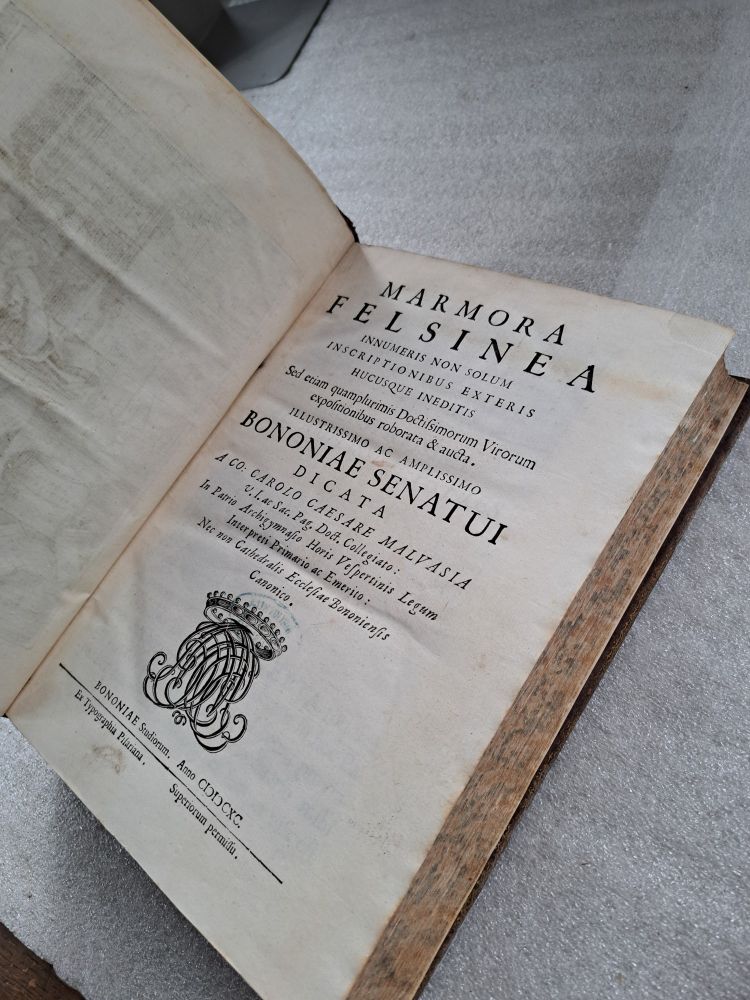 MARMORA
FELSINEA
INNUMERIS NON SOLUM
INSCRIPTIONIBUS EXTERIS
HUCUSQUE INEDITIS
Sed etiam quamplurimis Doctiſsimorum Virorum
expoſitionibus roborata & aucta.
ILLUSTRISSIMO AC AMPLISSIMO
BONONIAE SENATUI
DICATA
A CO: CAROLO CAESARE MALVASIA
V. I. ac Sac. Pag. Doct. Collegiato:
In Patrio Archigymnaſio Horis Veſpertinis Legum
Interpreti Primario ac Emerito:
Nec non Cathedralis Eccleſiae Bononienſis
Canonico.
BONONIAE Studiorum. Anno CIƆIƆCXC.
Ex Typographia Piſariana. Superiorum permiſſu.